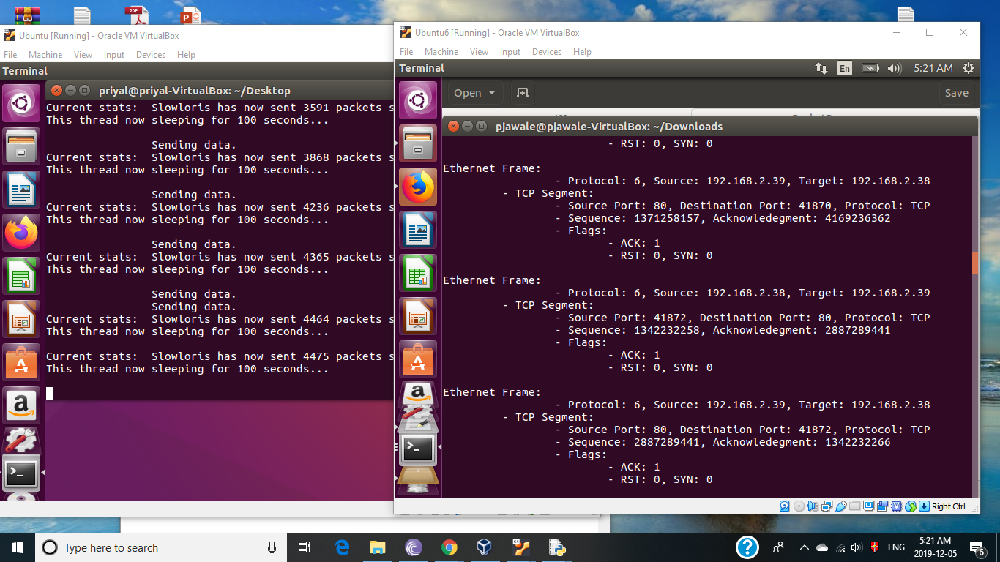 PDF
P
Ubuntu [Running] - Oracle VM VirtualBox
File Machine View Input Devices Help
Terminal
priyal@priyal-VirtualBox: ~/Desktop
Current stats: Slowloris has now sent 3591 packets s
This thread now sleeping for 100 seconds...
Sending data.
Current stats: Slowloris has now sent 3868 packets s
This thread now sleeping for 100 seconds...
Sending data.
Current stats: Slowloris has now sent 4236 packets s
This thread now sleeping for 100 seconds...
Sending data.
Current stats: Slowloris has now sent 4365 packets s
This thread now sleeping for 100 seconds...
Sending data.
Sending data.
Current stats: Slowloris has now sent 4464 packets s
This thread now sleeping for 100 seconds...
Current stats: Slowloris has now sent 4475 packets s
This thread now sleeping for 100 seconds...
Ubuntu6 [Running] - Oracle VM VirtualBox
File Machine View Input Devices Help
Terminal En 5:21 AM
Open Save
pjawale@pjawale-VirtualBox: ~/Downloads
- RST: 0, SYN: 0
Ethernet Frame:
- Protocol: 6, Source: 192.168.2.39, Target: 192.168.2.38
- TCP Segment:
- Source Port: 80, Destination Port: 41870, Protocol: TCP
- Sequence: 1371258157, Acknowledegment: 4169236362
- Flags:
- ACK: 1
- RST: 0, SYN: 0
Ethernet Frame:
- Protocol: 6, Source: 192.168.2.38, Target: 192.168.2.39
- TCP Segment:
- Source Port: 41872, Destination Port: 80, Protocol: TCP
- Sequence: 1342232258, Acknowledegment: 2887289441
- Flags:
- ACK: 1
- RST: 0, SYN: 0
Ethernet Frame:
- Protocol: 6, Source: 192.168.2.39, Target: 192.168.2.38
- TCP Segment:
- Source Port: 80, Destination Port: 41872, Protocol: TCP
- Sequence: 2887289441, Acknowledegment: 1342232266
- Flags:
- ACK: 1
- RST: 0, SYN: 0
Right Ctrl
Type here to search
ENG
5:21 AM
2019-12-05
6